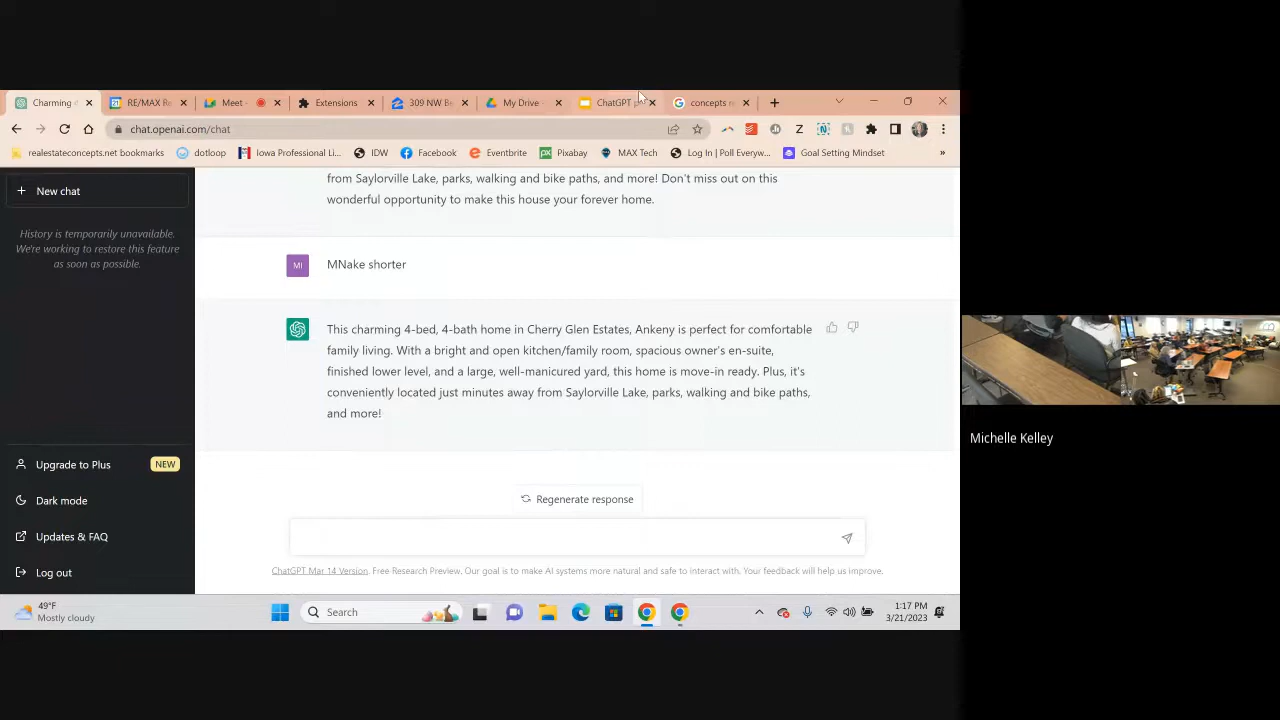 Charming 4
RE/MAX Re
Meet -
Extensions
309 NW Be
My Drive -
ChatGPT p
concepts r
chat.openai.com/chat
realestateconcepts.net bookmarks
dotloop
Iowa Professional Li...
IDW
Facebook
Eventbrite
Pixabay
MAX Tech
Log In | Poll Everyw...
Goal Setting Mindset
»
New chat
History is temporarily unavailable.
We're working to restore this feature
as soon as possible.
from Saylorville Lake, parks, walking and bike paths, and more! Don't miss out on this
wonderful opportunity to make this house your forever home.
MI
MNake shorter
This charming 4-bed, 4-bath home in Cherry Glen Estates, Ankeny is perfect for comfortable
family living. With a bright and open kitchen/family room, spacious owner's en-suite,
finished lower level, and a large, well-manicured yard, this home is move-in ready. Plus, it's
conveniently located just minutes away from Saylorville Lake, parks, walking and bike paths,
and more!
Upgrade to Plus
NEW
Dark mode
Updates & FAQ
Log out
Regenerate response
ChatGPT Mar 14 Version. Free Research Preview. Our goal is to make AI systems more natural and safe to interact with. Your feedback will help us improve.
49°F
Mostly cloudy
Search
1:17 PM
3/21/2023
Michelle Kelley